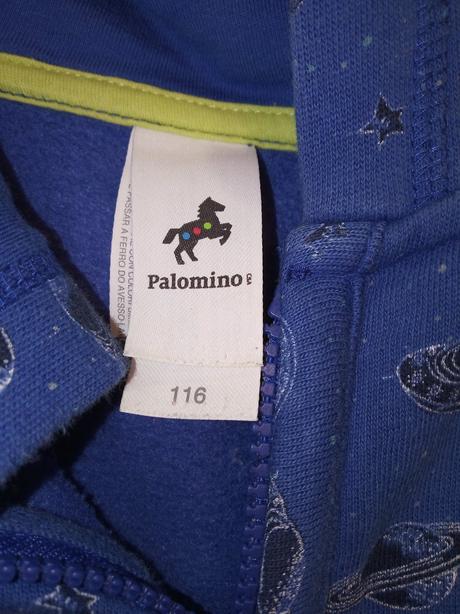 Palomino
C&A
116
PASSAR A FERRO DO AVESSO